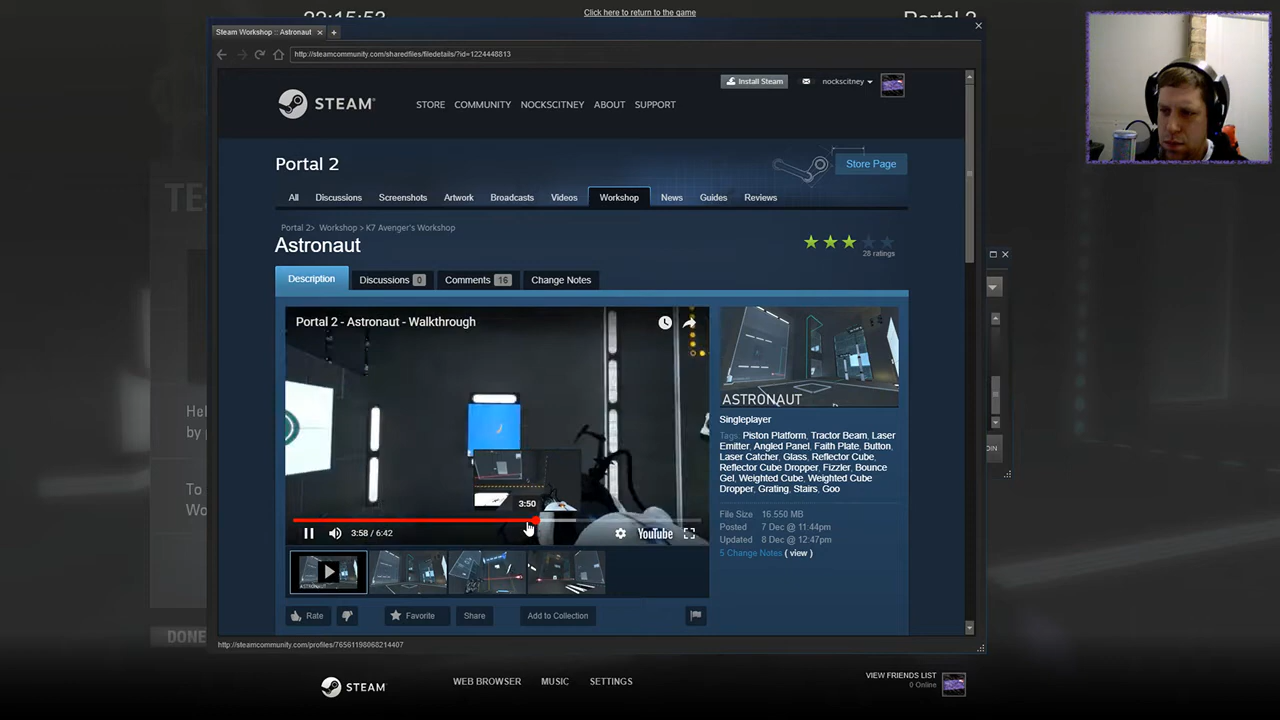 22:15:53
Click here to return to the game
Portal 2
Steam Workshop :: Astronaut
http://steamcommunity.com/sharedfiles/filedetails/?id=1224448813
Install Steam
nockscitney
STEAM
STORE COMMUNITY NOCKSCITNEY ABOUT SUPPORT
Portal 2
Store Page
All Discussions Screenshots Artwork Broadcasts Videos Workshop News Guides Reviews
Portal 2> Workshop > K7 Avenger's Workshop
Astronaut
28 ratings
Description Discussions 0 Comments 16 Change Notes
Portal 2 - Astronaut - Walkthrough
3:50
3:58 / 6:42
YouTube
ASTRONAUT
Singleplayer
Tags: Piston Platform, Tractor Beam, Laser
Emitter, Angled Panel, Faith Plate, Button,
Laser Catcher, Glass, Reflector Cube,
Reflector Cube Dropper, Fizzler, Bounce
Gel, Weighted Cube, Weighted Cube
Dropper, Grating, Stairs, Goo
File Size 16.550 MB
Posted 7 Dec @ 11:44pm
Updated 8 Dec @ 12:47pm
5 Change Notes ( view )
ASTRONAUT
Rate Favorite Share Add to Collection
http://steamcommunity.com/profiles/76561198068214407
DONE
STEAM
WEB BROWSER MUSIC SETTINGS
VIEW FRIENDS LIST
0 Online